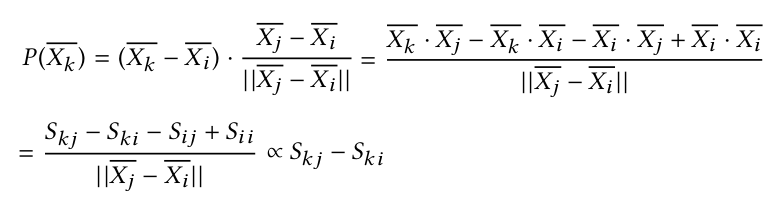 $P(\overline{X_k}) = (\overline{X_k} - \overline{X_i}) \cdot \frac{\overline{X_j} - \overline{X_i}}{||\overline{X_j} - \overline{X_i}||} = \frac{\overline{X_k} \cdot \overline{X_j} - \overline{X_k} \cdot \overline{X_i} - \overline{X_i} \cdot \overline{X_j} + \overline{X_i} \cdot \overline{X_i}}{||\overline{X_j} - \overline{X_i}||}$
$= \frac{S_{kj} - S_{ki} - S_{ij} + S_{ii}}{||\overline{X_j} - \overline{X_i}||} \propto S_{kj} - S_{ki}$